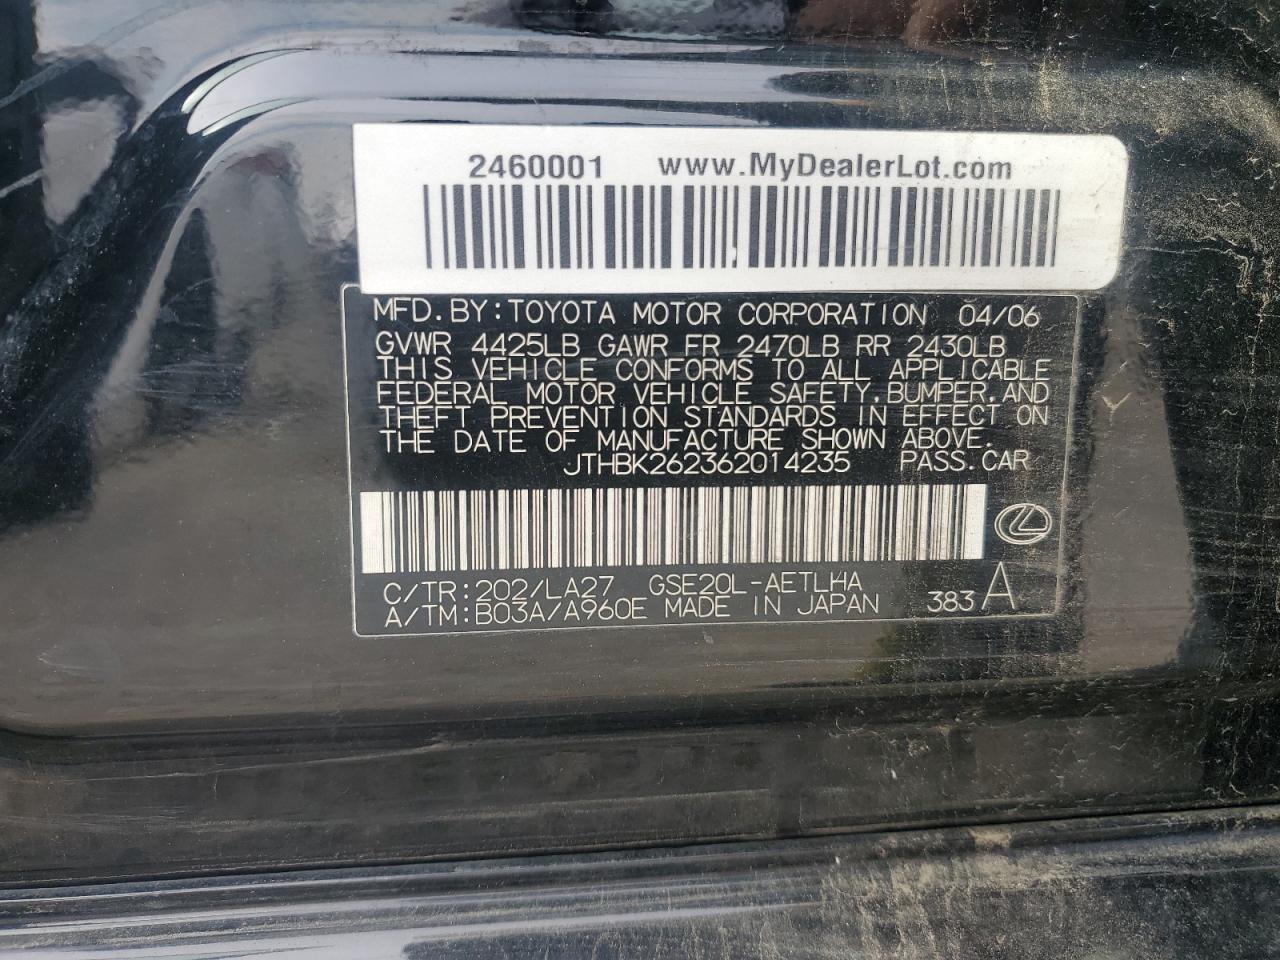 2460001 www.MyDealerLot.com
MFD. BY: TOYOTA MOTOR CORPORATION 04/06
GVWR 4425LB GAWR FR 2470LB RR 2430LB
THIS VEHICLE CONFORMS TO ALL APPLICABLE
FEDERAL MOTOR VEHICLE SAFETY, BUMPER, AND
THEFT PREVENTION STANDARDS IN EFFECT ON
THE DATE OF MANUFACTURE SHOWN ABOVE.
JTHBK262362014235 PASS. CAR
C/TR: 202/LA27 GSE20L-AETLHA
A/TM: B03A/A960E MADE IN JAPAN 383 A